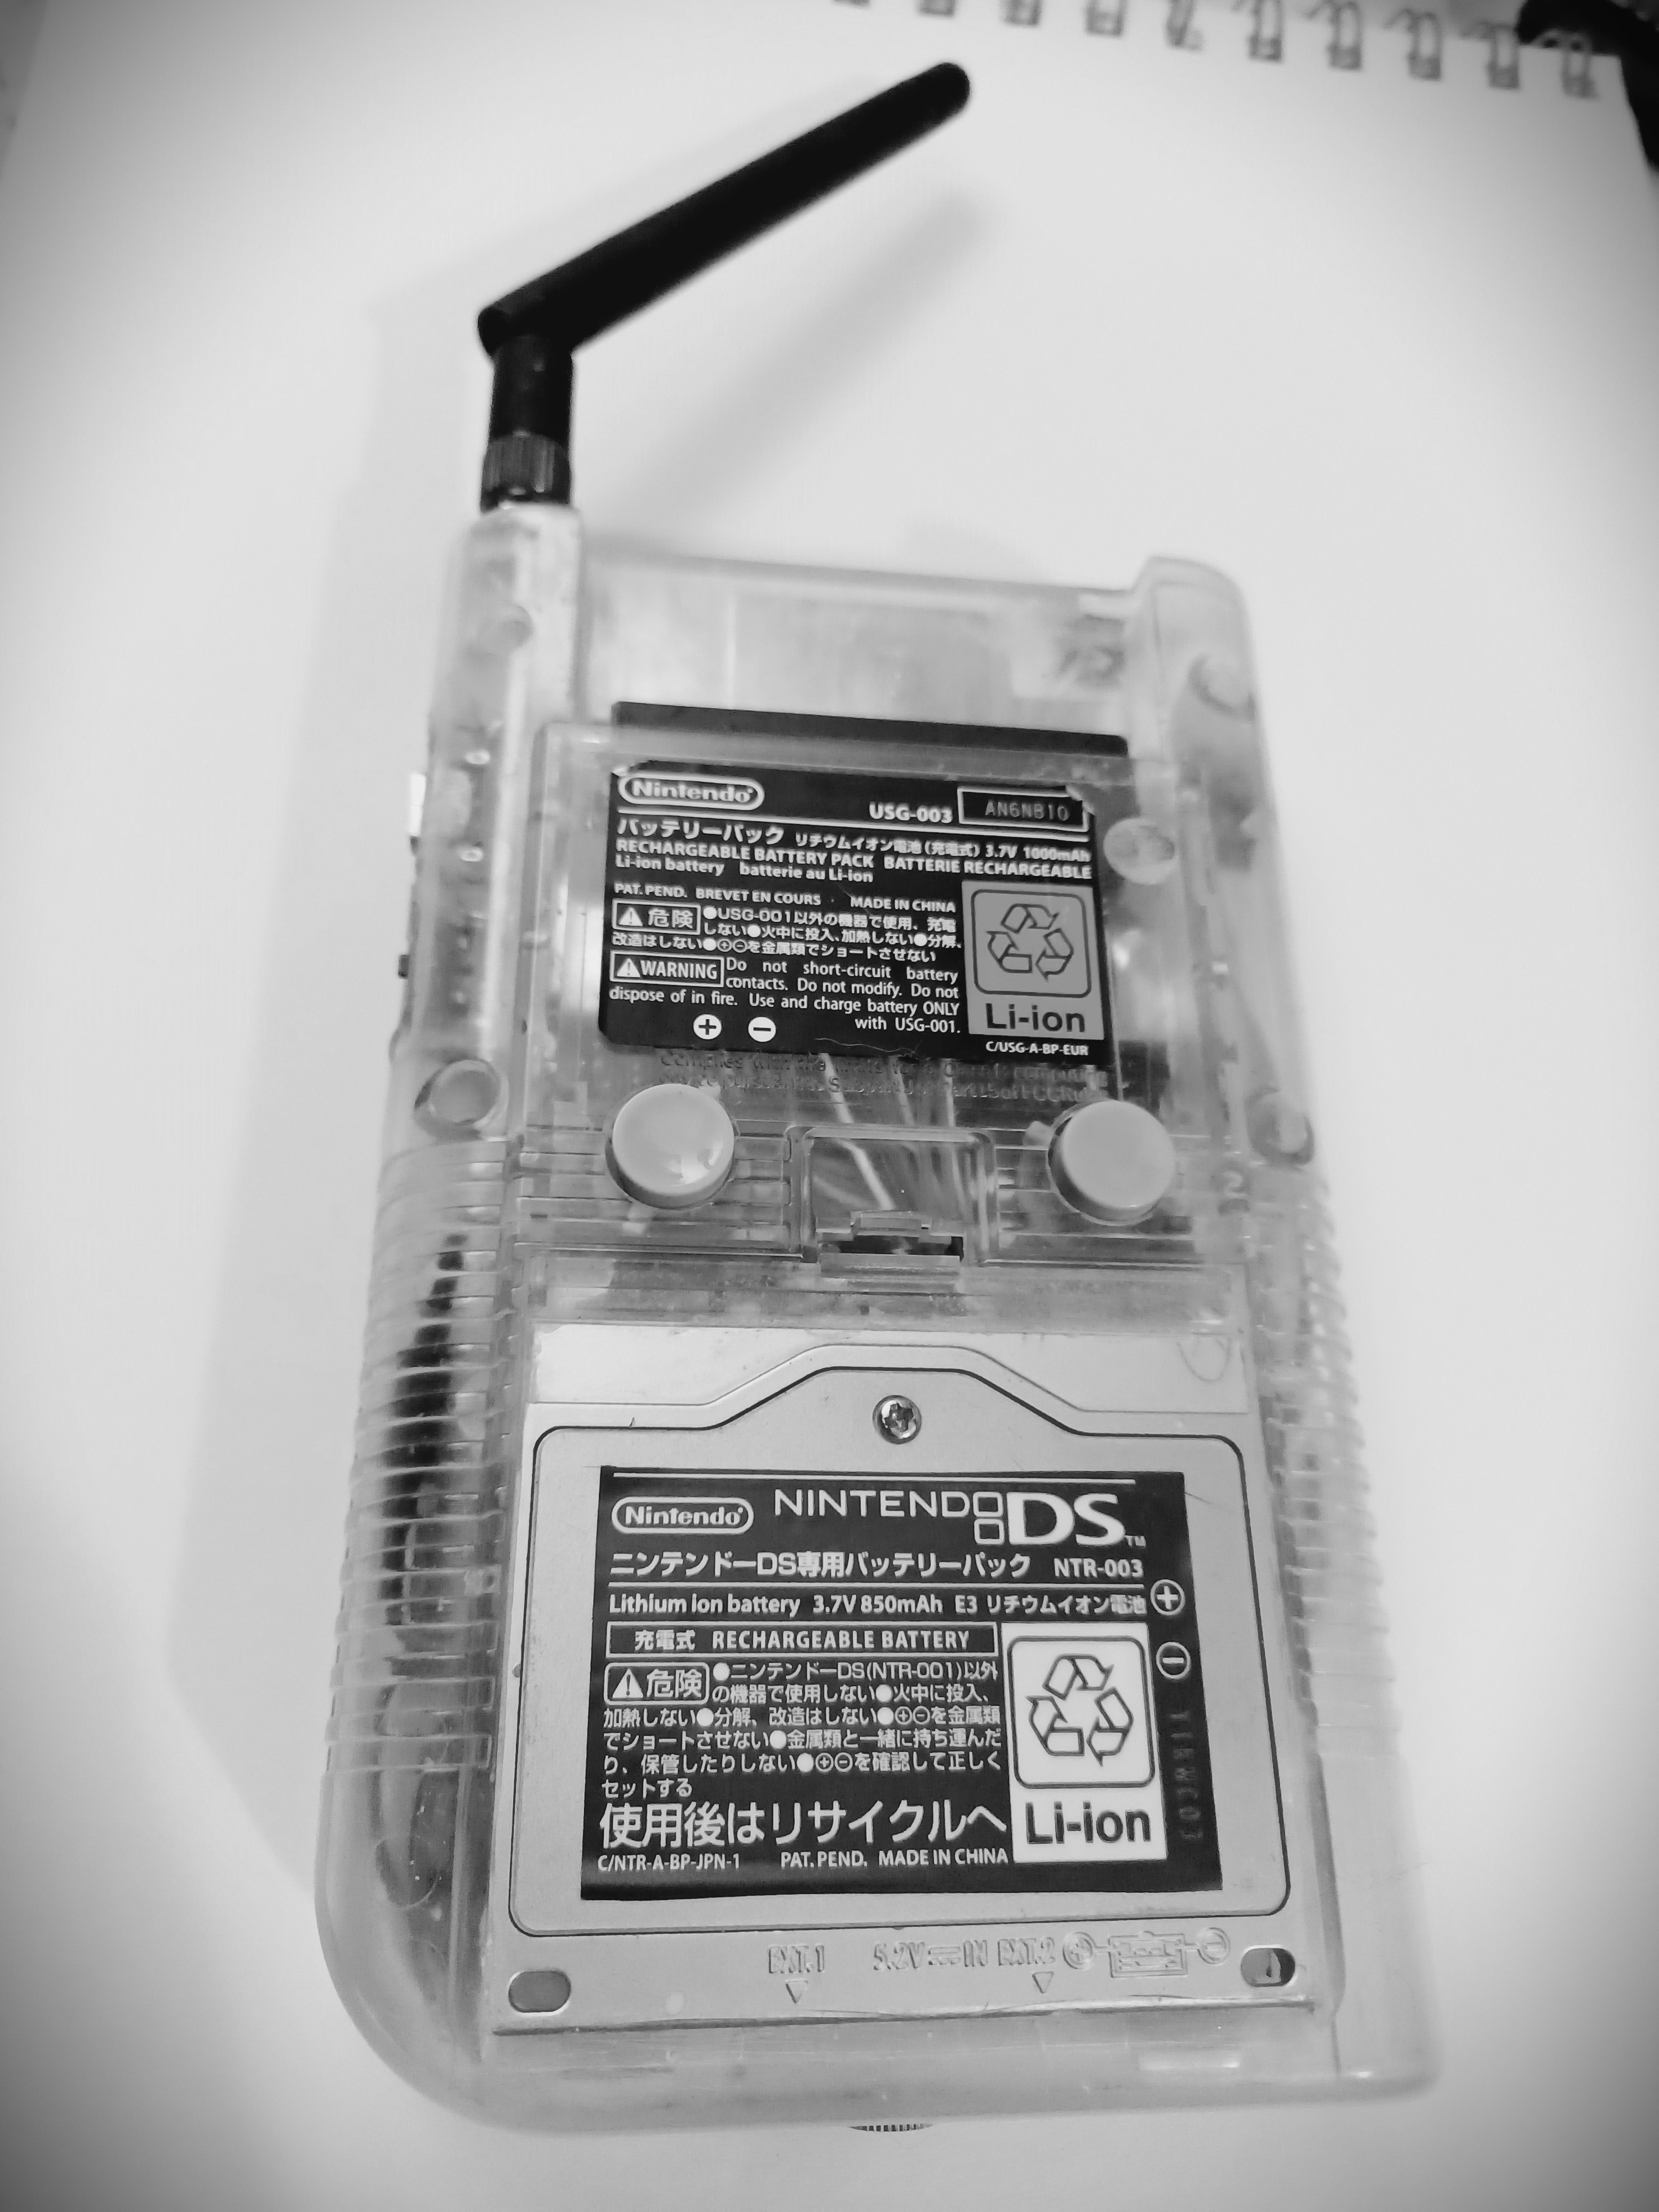 Nintendo
USG-003 AN6NB10
バッテリーパック リチウムイオン電池(充電式) 3.7V 1000mAh
RECHARGEABLE BATTERY PACK BATTERIE RECHARGEABLE
Li-ion battery batterie au Li-ion
PAT. PEND. BREVET EN COURS MADE IN CHINA
危険 ●USG-001以外の機器で使用、充電
しない●火中に投入、加熱しない●分解、
改造はしない●⊕⊖を金属類でショートさせない
WARNING Do not short-circuit battery
contacts. Do not modify. Do not
dispose of in fire. Use and charge battery ONLY
with USG-001.
Li-ion
C/USG-A-BP-EUR
Nintendo NINTENDO DS™
ニンテンドーDS専用バッテリーパック NTR-003
Lithium ion battery 3.7V 850mAh E3 リチウムイオン電池
充電式 RECHARGEABLE BATTERY
危険 ●ニンテンドーDS(NTR-001)以外
の機器で使用しない●火中に投入、
加熱しない●分解、改造はしない●⊕⊖を金属類
でショートさせない●金属類と一緒に持ち運んだ
り、保管したりしない●⊕⊖を確認して正しく
セットする
使用後はリサイクルへ
Li-ion
C/NTR-A-BP-JPN-1 PAT. PEND. MADE IN CHINA
EXT.1 5.2V IN EXT.2